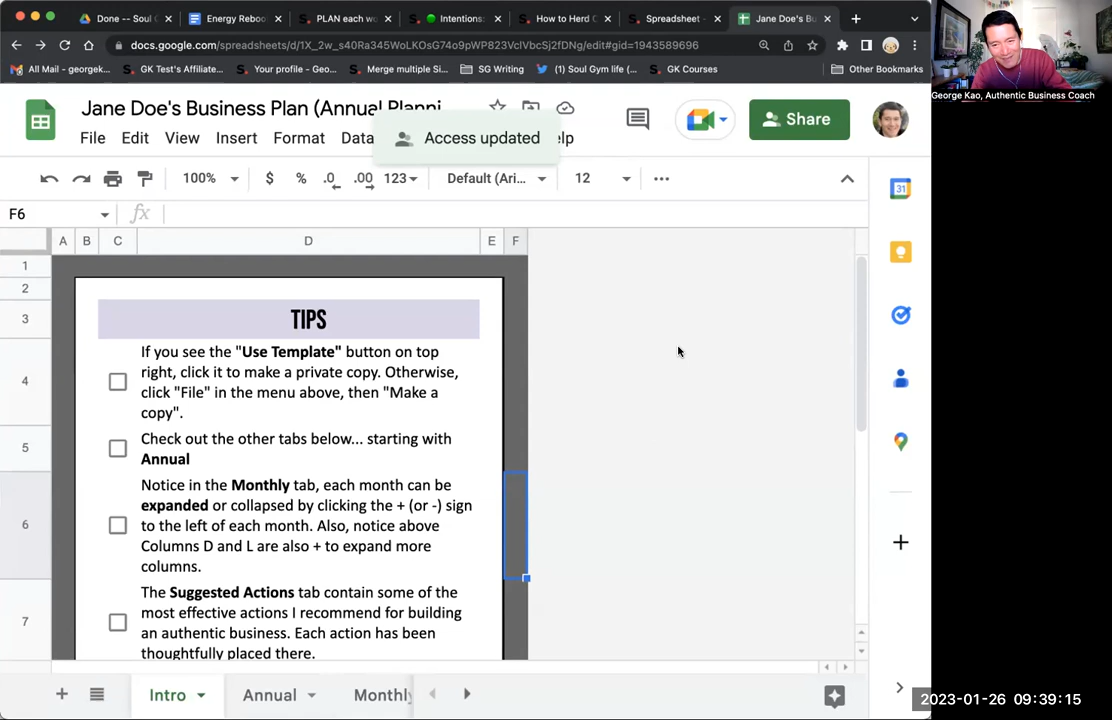 Done -- Soul G
Energy Reboo
PLAN each wo
Intentions:
How to Herd C
Spreadsheet -
Jane Doe's Bu
docs.google.com/spreadsheets/d/1X_2w_s40Ra345WoLKOsG74o9pWP823VclVbcSj2fDNg/edit#gid=1943589696
All Mail - georgek...
GK Test's Affiliate...
Your profile - Geo...
Merge multiple Si...
SG Writing
(1) Soul Gym life (...
GK Courses
Other Bookmarks
George Kao, Authentic Business Coach
Jane Doe's Business Plan (Annual Planni
File Edit View Insert Format Data elp
Access updated
Share
100% $ % .0 .00 123 Default (Ari... 12
F6 fx
A B C D E F
1
2
3 TIPS
If you see the "Use Template" button on top
right, click it to make a private copy. Otherwise,
4
click "File" in the menu above, then "Make a
copy".
Check out the other tabs below... starting with
5
Annual
Notice in the Monthly tab, each month can be
expanded or collapsed by clicking the + (or -) sign
6 to the left of each month. Also, notice above
Columns D and L are also + to expand more
columns.
The Suggested Actions tab contain some of the
most effective actions I recommend for building
7
an authentic business. Each action has been
thoughtfully placed there.
31
Intro Annual Monthly
2023-01-26 09:39:15